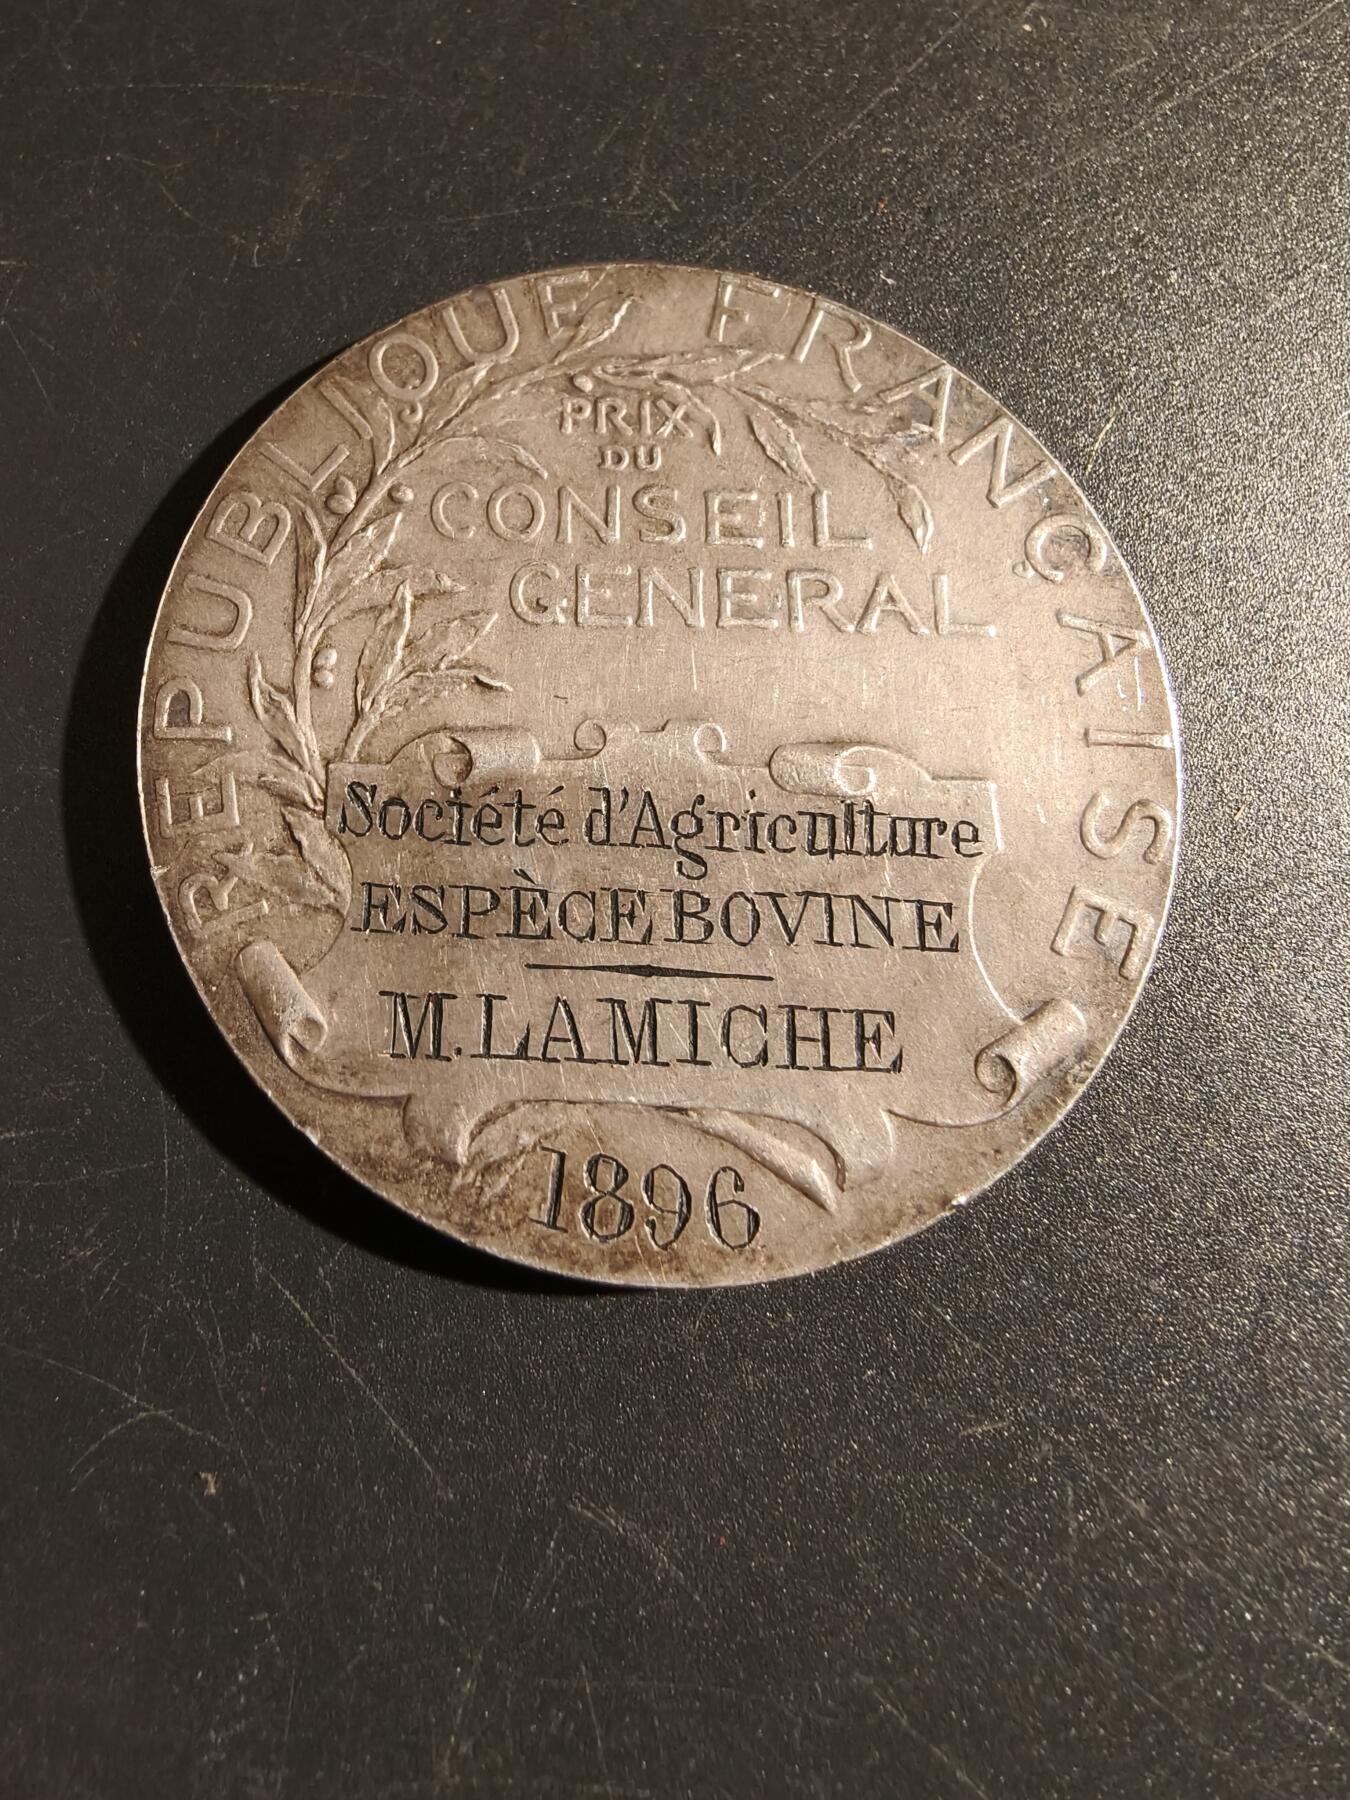 REPUBLIQUE FRANÇAISE
PRIX
DU
CONSEIL
GENERAL
Société d'Agriculture
ESPÈCE BOVINE
M. LAMICHE
1896